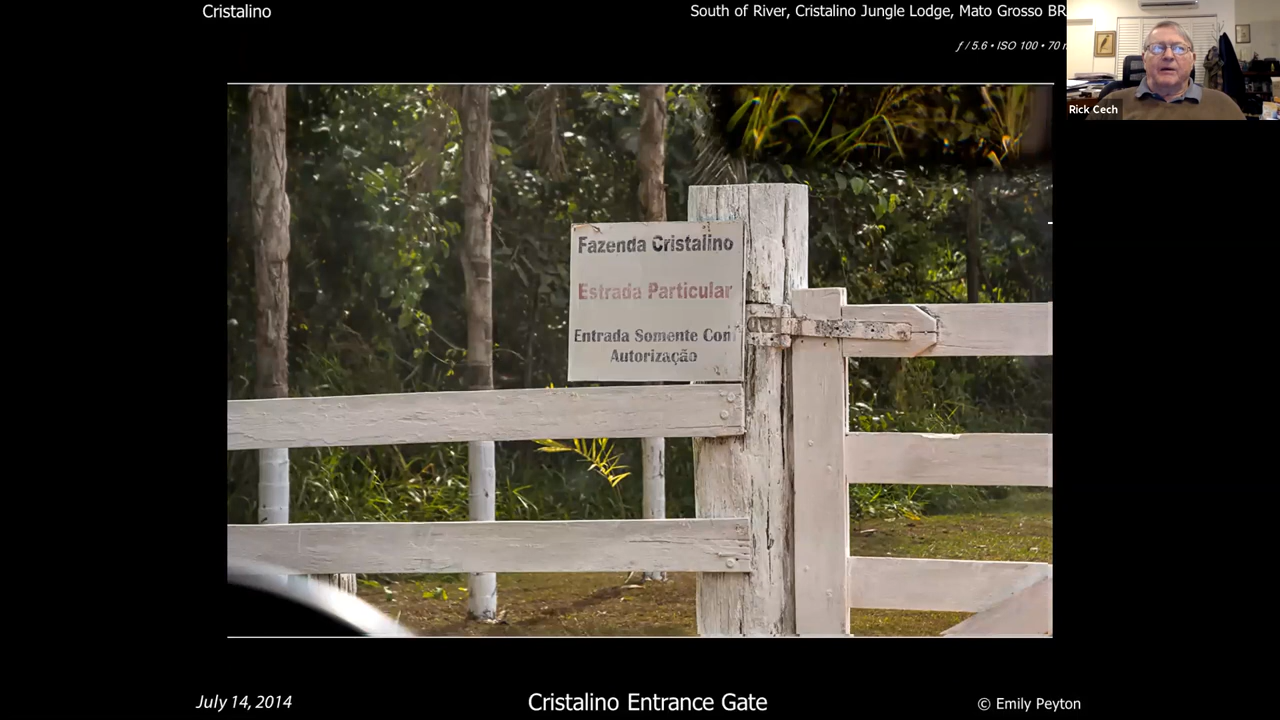 Cristalino
South of River, Cristalino Jungle Lodge, Mato Grosso BR
ƒ / 5.6 • ISO 100 • 70
Rick Cech
Fazenda Cristalino
Estrada Particular
Entrada Somente Com
Autorização
July 14, 2014
Cristalino Entrance Gate
© Emily Peyton